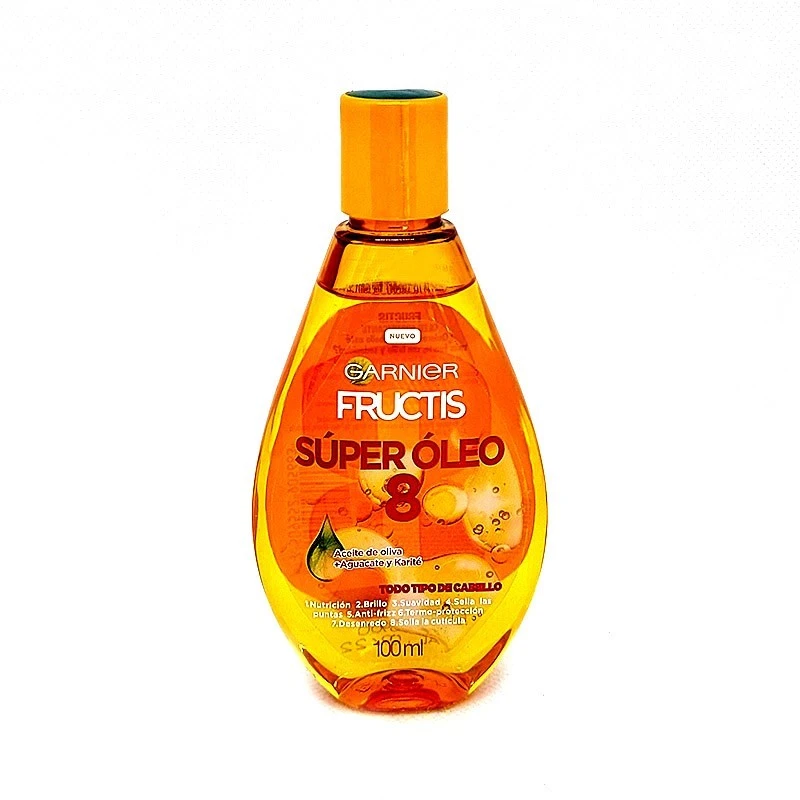 NUEVO
GARNIER
FRUCTIS
SÚPER ÓLEO
8
Aceite de oliva
+Aguacate y Karité
TODO TIPO DE CABELLO
1.Nutrición 2.Brillo 3.Suavidad 4.Sella las
puntas 5.Anti-frizz 6.Termo-protección
7.Desenredo 8.Sella la cutícula
100ml